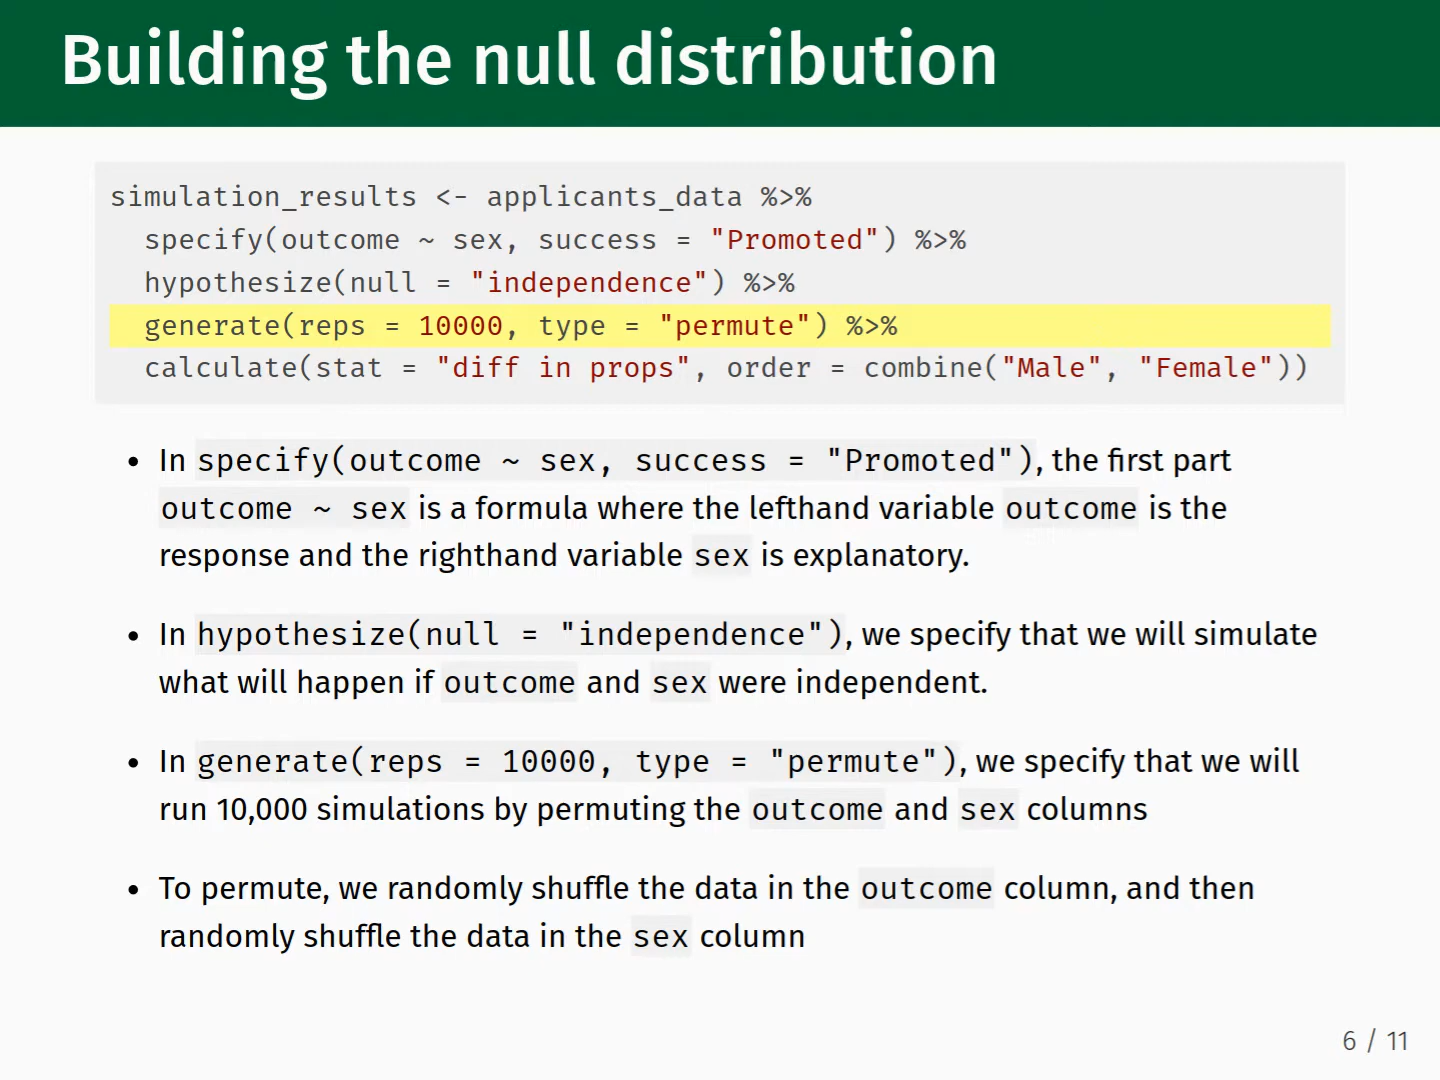 Building the null distribution
simulation_results <- applicants_data %>%
specify(outcome ~ sex, success = "Promoted") %>%
hypothesize(null = "independence") %>%
generate(reps = 10000, type = "permute") %>%
calculate(stat = "diff in props", order = combine("Male", "Female"))
• In specify(outcome ~ sex, success = "Promoted"), the first part
outcome ~ sex is a formula where the lefthand variable outcome is the
response and the righthand variable sex is explanatory.
• In hypothesize(null = "independence"), we specify that we will simulate
what will happen if outcome and sex were independent.
• In generate(reps = 10000, type = "permute"), we specify that we will
run 10,000 simulations by permuting the outcome and sex columns
• To permute, we randomly shuffle the data in the outcome column, and then
randomly shuffle the data in the sex column
6 / 11